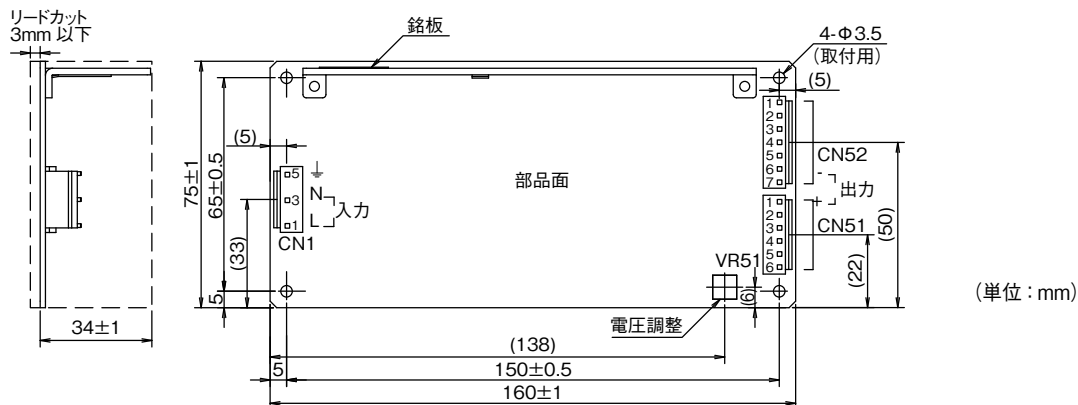 リードカット
3mm 以下
銘板
4-Φ3.5
(取付用)
(5)
(5)
75±1
65±0.5
(33)
5
5
3
1
N
L
入力
CN1
部品面
1
2
3
4
5
6
7
CN52
-
+
出力
1
2
3
4
5
6
CN51
(50)
(22)
VR51
(6)
電圧調整
34±1
(138)
5
150±0.5
160±1
(単位:mm)